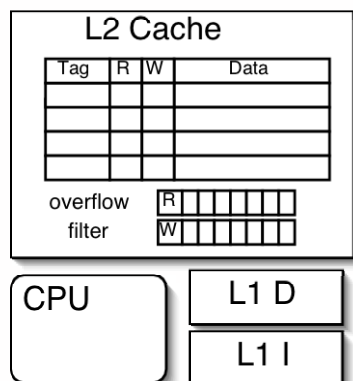 L2 Cache
Tag R W Data
overflow R
filter W
CPU
L1 D
L1 I